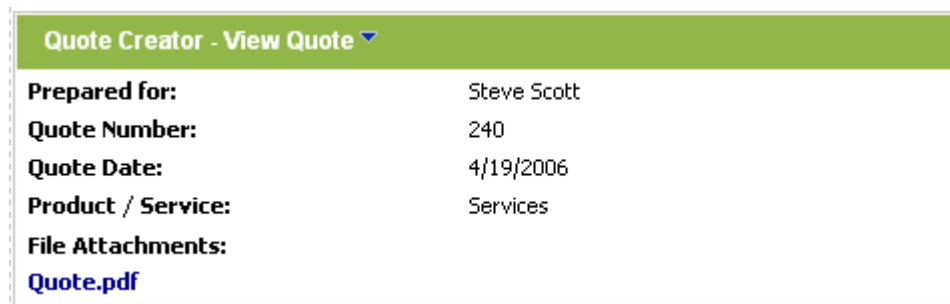 Quote Creator - View Quote
Prepared for: Steve Scott
Quote Number: 240
Quote Date: 4/19/2006
Product / Service: Services
File Attachments:
Quote.pdf